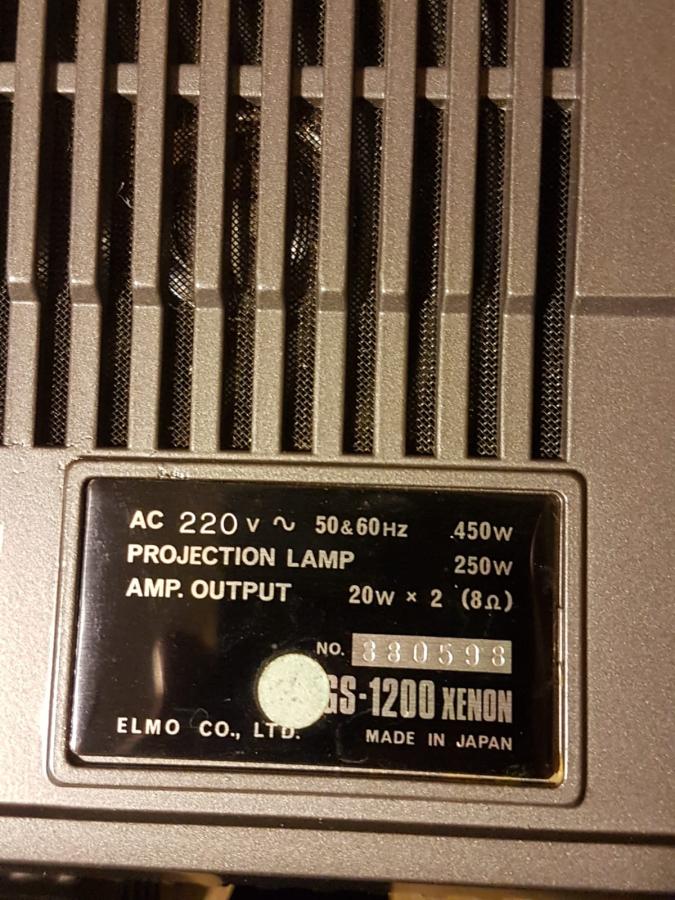 AC 220 V ~ 50&60Hz 450W
PROJECTION LAMP 250W
AMP. OUTPUT 20W × 2 (8Ω)
NO. 380598
GS-1200 XENON
ELMO CO., LTD. MADE IN JAPAN